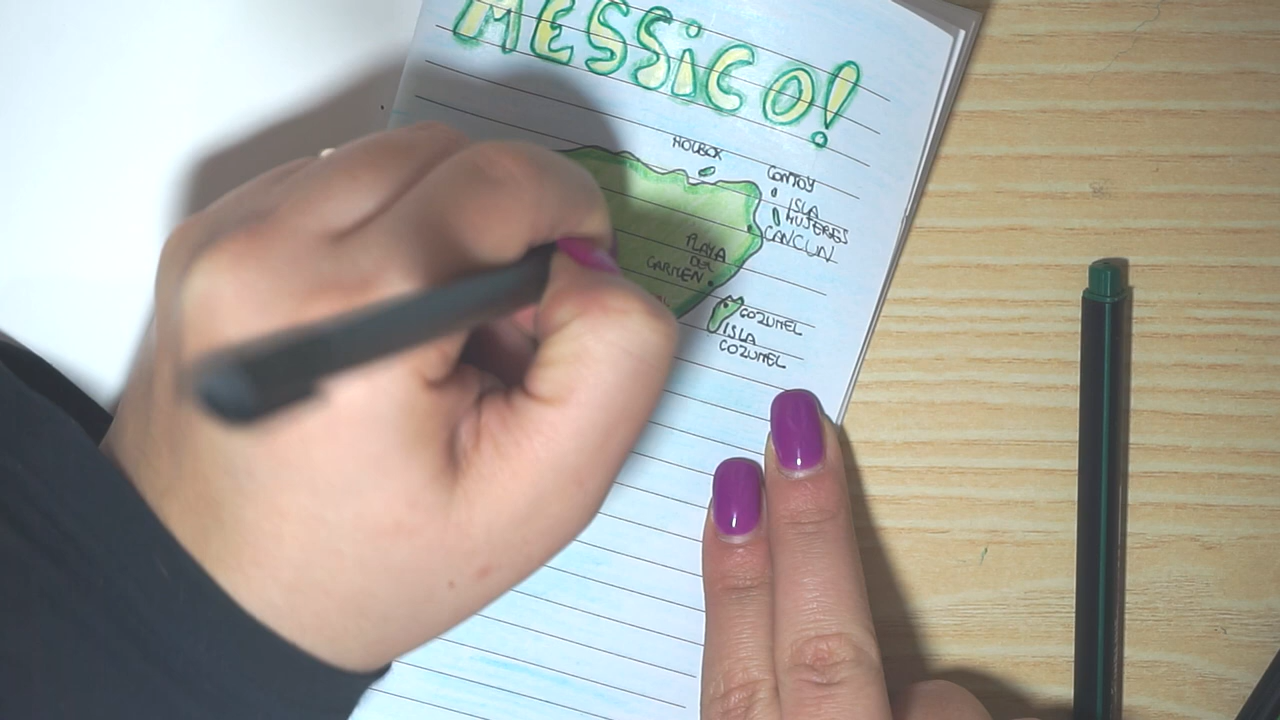 MESSiCO!
HOLBOX
CONTOY
ISLA
MUJERES
CANCUN
PLAYA
DEL
CARMEN
COZUMEL
ISLA
COZUMEL